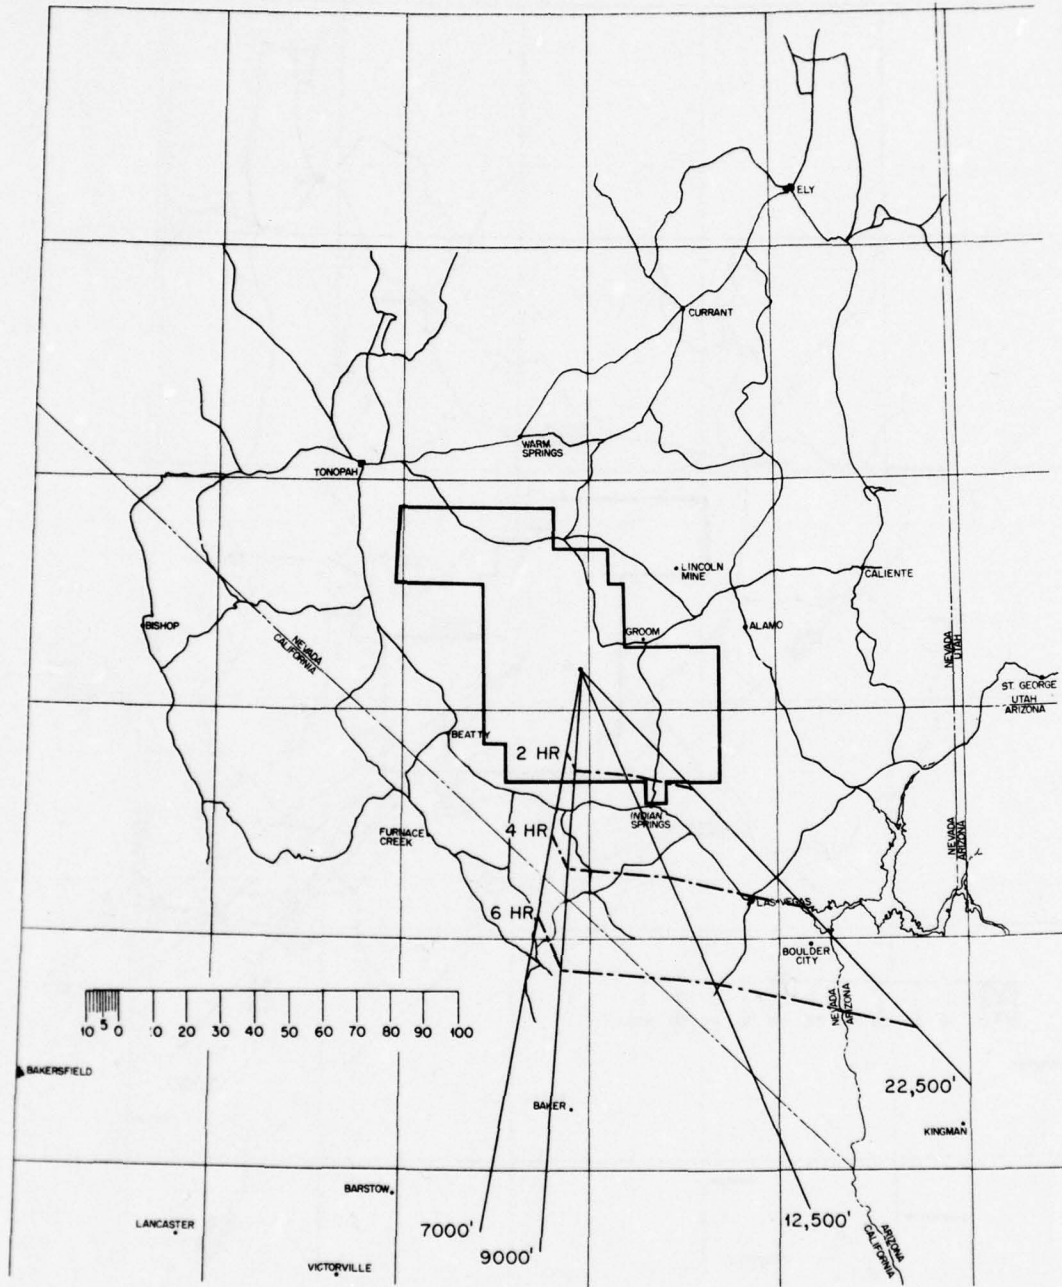 ELY
CURRANT
WARM
SPRINGS
TONOPAH
LINCOLN
MINE
CALIENTE
BISHOP
GROOM
ALAMO
NEVADA
CALIFORNIA
NEVADA
UTAH
ST. GEORGE
UTAH
ARIZONA
BEATTY
2 HR
INDIAN
SPRINGS
4 HR
FURNACE
CREEK
NEVADA
ARIZONA
6 HR
LAS VEGAS
BOULDER
CITY
NEVADA
ARIZONA
10 5 0 10 20 30 40 50 60 70 80 90 100
BAKERSFIELD
22,500'
BAKER
KINGMAN
BARSTOW
7000'
9000'
12,500'
LANCASTER
ARIZONA
CALIFORNIA
VICTORVILLE